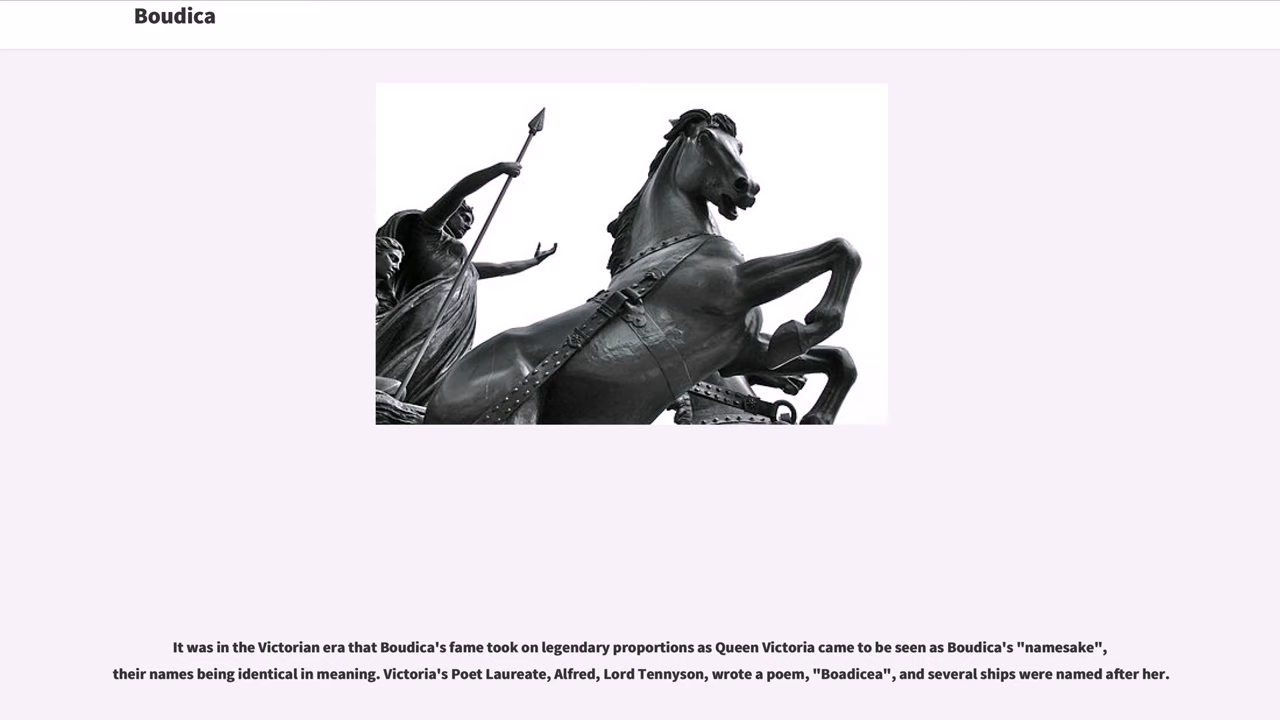 Boudica
It was in the Victorian era that Boudica's fame took on legendary proportions as Queen Victoria came to be seen as Boudica's "namesake",
their names being identical in meaning. Victoria's Poet Laureate, Alfred, Lord Tennyson, wrote a poem, "Boadicea", and several ships were named after her.